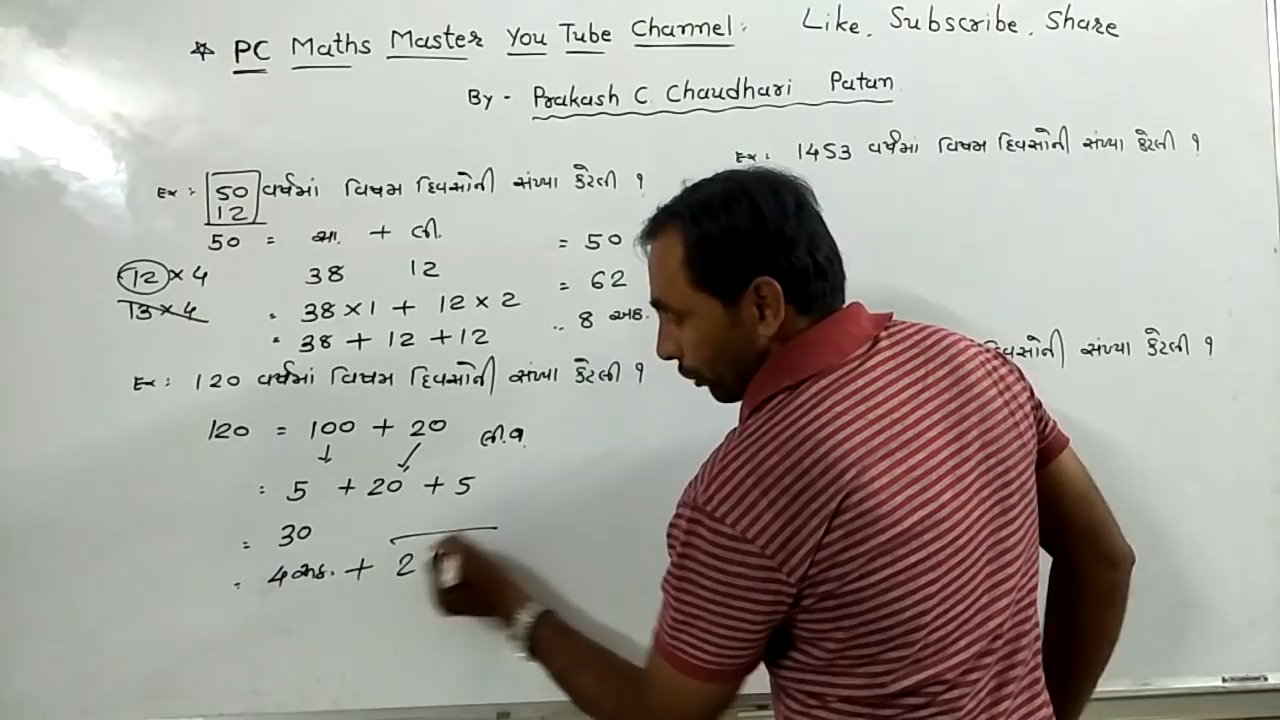 ☆ PC Maths Master You Tube Channel: Like, Subscribe, Share
By - Prakash C Chaudhari Patan
Ex: 50 વર્ષમાં વિષમ દિવસોની સંખ્યા કેટલી ?
12
50 = સા. + લી.
12 × 4 38 12
13 × 4 = 38 × 1 + 12 × 2
= 38 + 12 + 12
= 50
= 62
∴ 8 અઠ.
Ex: 120 વર્ષમાં વિષમ દિવસોની સંખ્યા કેટલી ?
120 = 100 + 20 લી.વ.
↓ ↙
= 5 + 20 + 5
= 30
= 4 અઠ. + 2
Ex: 1453 વર્ષમાં વિષમ દિવસોની સંખ્યા કેટલી ?
સંખ્યા કેટલી ?